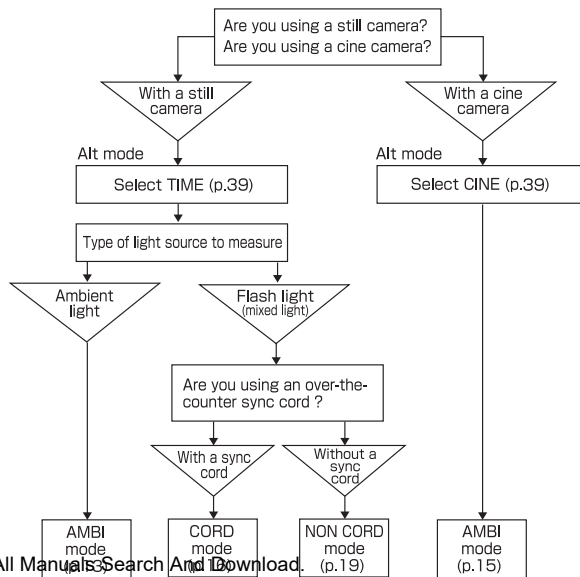 Are you using a still camera?
Are you using a cine camera?
With a still
camera
With a cine
camera
Alt mode
Alt mode
Select TIME (p.39)
Select CINE (p.39)
Type of light source to measure
Ambient
light
Flash light
(mixed light)
Are you using an over-the-
counter sync cord ?
With a sync
cord
Without a
sync
cord
AMBI
mode
(p.13)
CORD
mode
(p.16)
NON CORD
mode
(p.19)
AMBI
mode
(p.15)
All Manuals Search And Download.